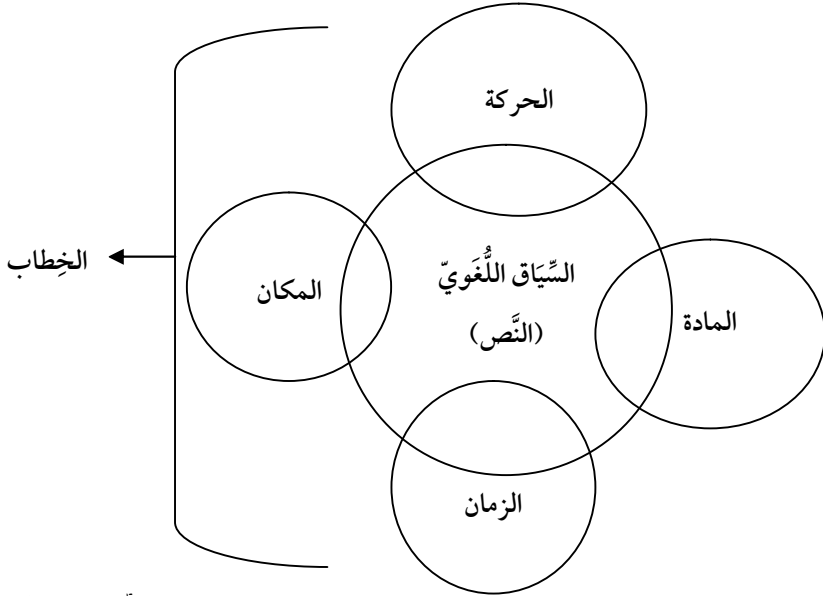 الحركة
السِّيَاق اللُّغَويّ
(النَّص)
المادة
المكان
الخِطاب
الزمان